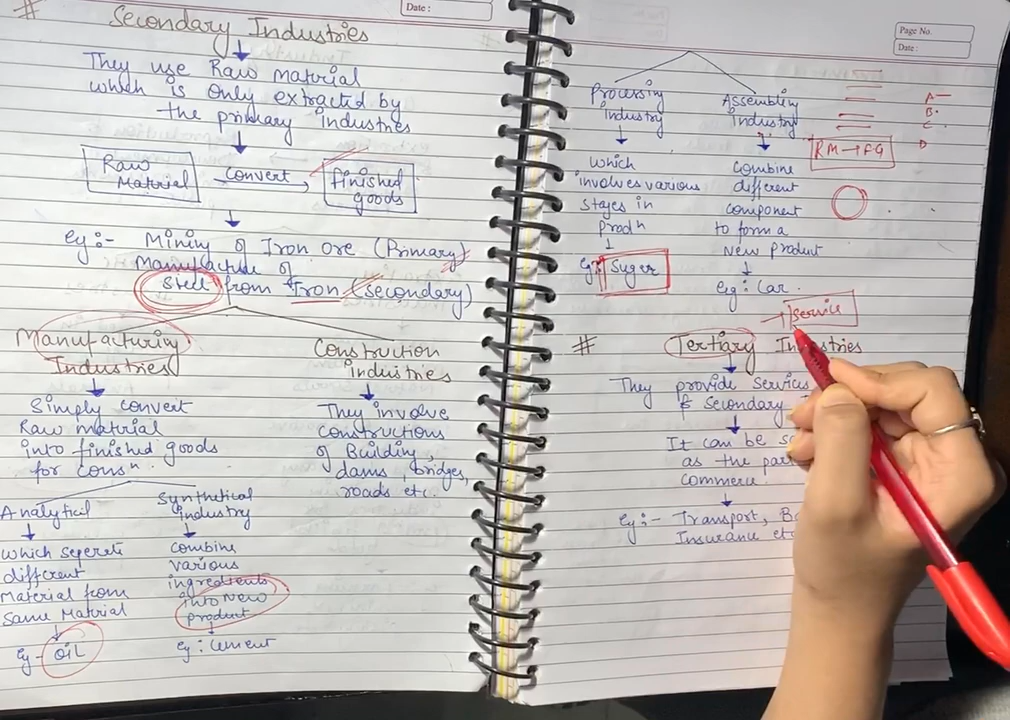 Date :
# Secondary Industries
They use Raw Material
which is only extracted by
the primary industries
Raw Material
Convert
finished goods
Eg :- Mining of Iron Ore (Primary)
Manufacture of
Steel from Iron (secondary)
Manufacturing
Industries
Simply convert
Raw material
into finished goods
for consⁿ.
Construction
industries
They involve
constructions
of Building,
dams, bridges,
roads etc.
Analytical
which seperate
different
Material from
Same Material
Eg - Oil
Synthetical
industry
combine
various
ingredients
into New
product
Eg : Cement
Page No.
Date :
Processing
industry
which
involves various
stages in
prodⁿ
Eg: Suger
Assembling
industry
Combine
different
component
to form a
New product
Eg : Car.
A
B.
C.
D
RM → FG
→ Service
# Tertiary Industries
They provide Services
& Secondary
It can be
as the
commerce.
Eg :- Transport,
Insurance etc